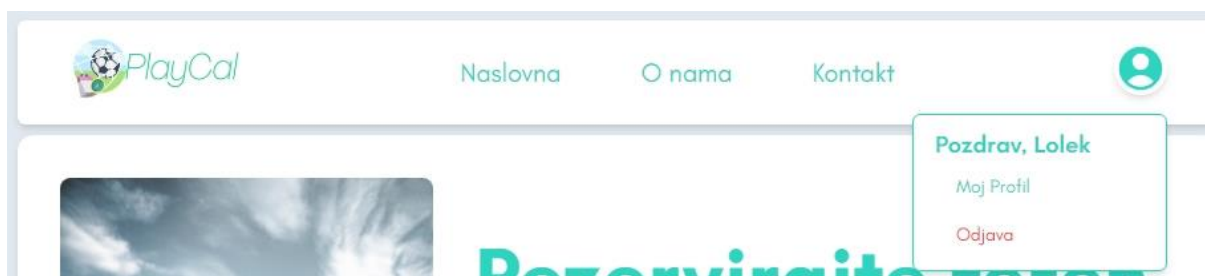 PlayCal
Naslovna
O nama
Kontakt
Pozdrav, Lolek
Moj Profil
Odjava